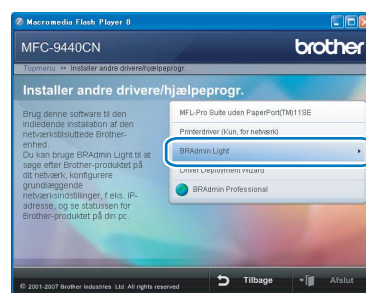 Macromedia Flash Player 8
MFC-9440CN
brother
Topmenu >> Installer andre drivere/hjælpeprogr.
Installer andre drivere/hjælpeprogr.
Brug denne software til den
indledende installation af den
netværkstilsluttede Brother-
enhed.
Du kan bruge BRAdmin Light til at
søge efter Brother-produktet på
dit netværk, konfigurere
grundlæggende
netværksindstillinger, f.eks. IP-
adresse, og se statussen for
Brother-produktet på din pc.
MFL-Pro Suite uden PaperPort(TM)11SE
Printerdriver (Kun, for netværk)
BRAdmin Light
Driver Deployment Wizard
BRAdmin Professional
© 2001-2007 Brother Industries Ltd. All rights reserved
Tilbage
Afslut